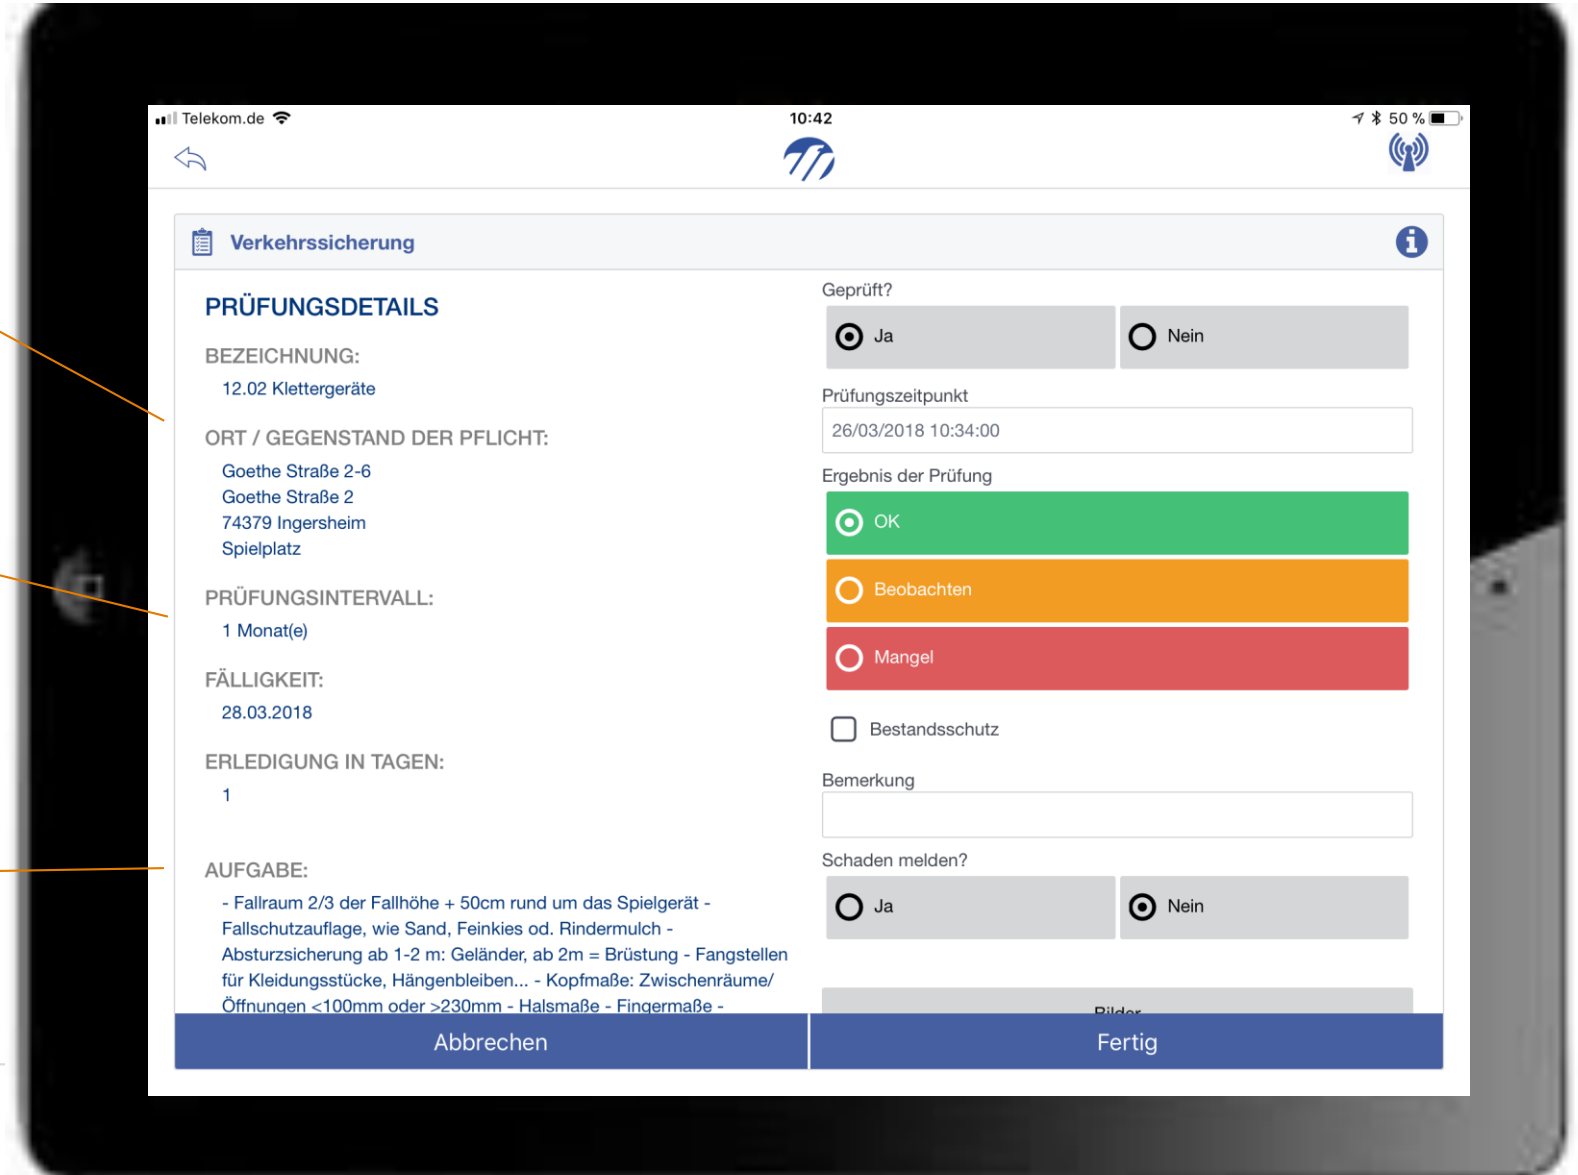 Telekom.de
10:42
50 %
Verkehrssicherung
PRÜFUNGSDETAILS
BEZEICHNUNG:
12.02 Klettergeräte
ORT / GEGENSTAND DER PFLICHT:
Goethe Straße 2-6
Goethe Straße 2
74379 Ingersheim
Spielplatz
PRÜFUNGSINTERVALL:
1 Monat(e)
FÄLLIGKEIT:
28.03.2018
ERLEDIGUNG IN TAGEN:
1
AUFGABE:
- Fallraum 2/3 der Fallhöhe + 50cm rund um das Spielgerät -
Fallschutzauflage, wie Sand, Feinkies od. Rindermulch -
Absturzsicherung ab 1-2 m: Geländer, ab 2m = Brüstung - Fangstellen
für Kleidungsstücke, Hängenbleiben... - Kopfmaße: Zwischenräume/
Öffnungen <100mm oder >230mm - Halsmaße - Fingermaße -
Geprüft?
Ja
Nein
Prüfungszeitpunkt
26/03/2018 10:34:00
Ergebnis der Prüfung
OK
Beobachten
Mangel
Bestandsschutz
Bemerkung
Schaden melden?
Ja
Nein
Bilder
Abbrechen
Fertig